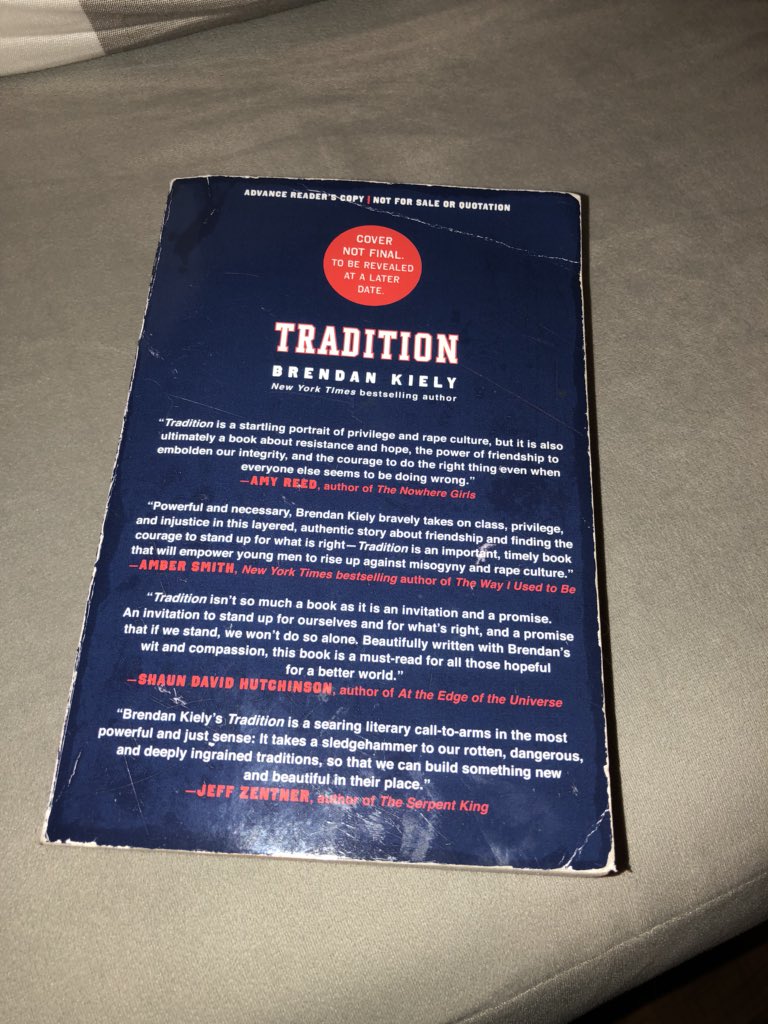 ADVANCE READER'S COPY | NOT FOR SALE OR QUOTATION
COVER
NOT FINAL.
TO BE REVEALED
AT A LATER
DATE.
TRADITION
BRENDAN KIELY
New York Times bestselling author
"Tradition is a startling portrait of privilege and rape culture, but it is also
ultimately a book about resistance and hope, the power of friendship to
embolden our integrity, and the courage to do the right thing even when
everyone else seems to be doing wrong."
—AMY REED, author of The Nowhere Girls
"Powerful and necessary, Brendan Kiely bravely takes on class, privilege,
and injustice in this layered, authentic story about friendship and finding the
courage to stand up for what is right—Tradition is an important, timely book
that will empower young men to rise up against misogyny and rape culture."
—AMBER SMITH, New York Times bestselling author of The Way I Used to Be
"Tradition isn't so much a book as it is an invitation and a promise.
An invitation to stand up for ourselves and for what's right, and a promise
that if we stand, we won't do so alone. Beautifully written with Brendan's
wit and compassion, this book is a must-read for all those hopeful
for a better world."
—SHAUN DAVID HUTCHINSON, author of At the Edge of the Universe
"Brendan Kiely's Tradition is a searing literary call-to-arms in the most
powerful and just sense: It takes a sledgehammer to our rotten, dangerous,
and deeply ingrained traditions, so that we can build something new
and beautiful in their place."
—JEFF ZENTNER, author of The Serpent King